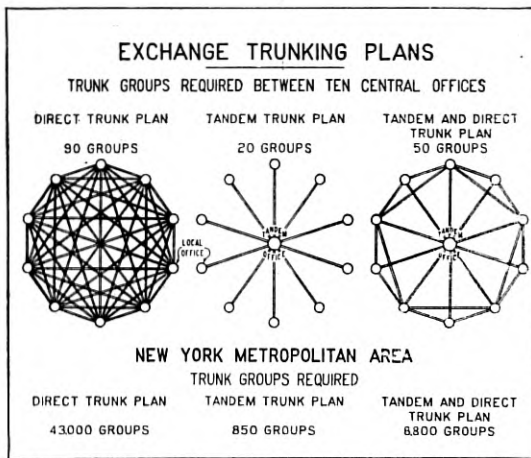 EXCHANGE TRUNKING PLANS
TRUNK GROUPS REQUIRED BETWEEN TEN CENTRAL OFFICES
DIRECT TRUNK PLAN
90 GROUPS
TANDEM TRUNK PLAN
20 GROUPS
TANDEM AND DIRECT
TRUNK PLAN
50 GROUPS
LOCAL
OFFICE
TANDEM
OFFICE
TANDEM
OFFICE
NEW YORK METROPOLITAN AREA
TRUNK GROUPS REQUIRED
DIRECT TRUNK PLAN
43,000 GROUPS
TANDEM TRUNK PLAN
850 GROUPS
TANDEM AND DIRECT
TRUNK PLAN
8,800 GROUPS